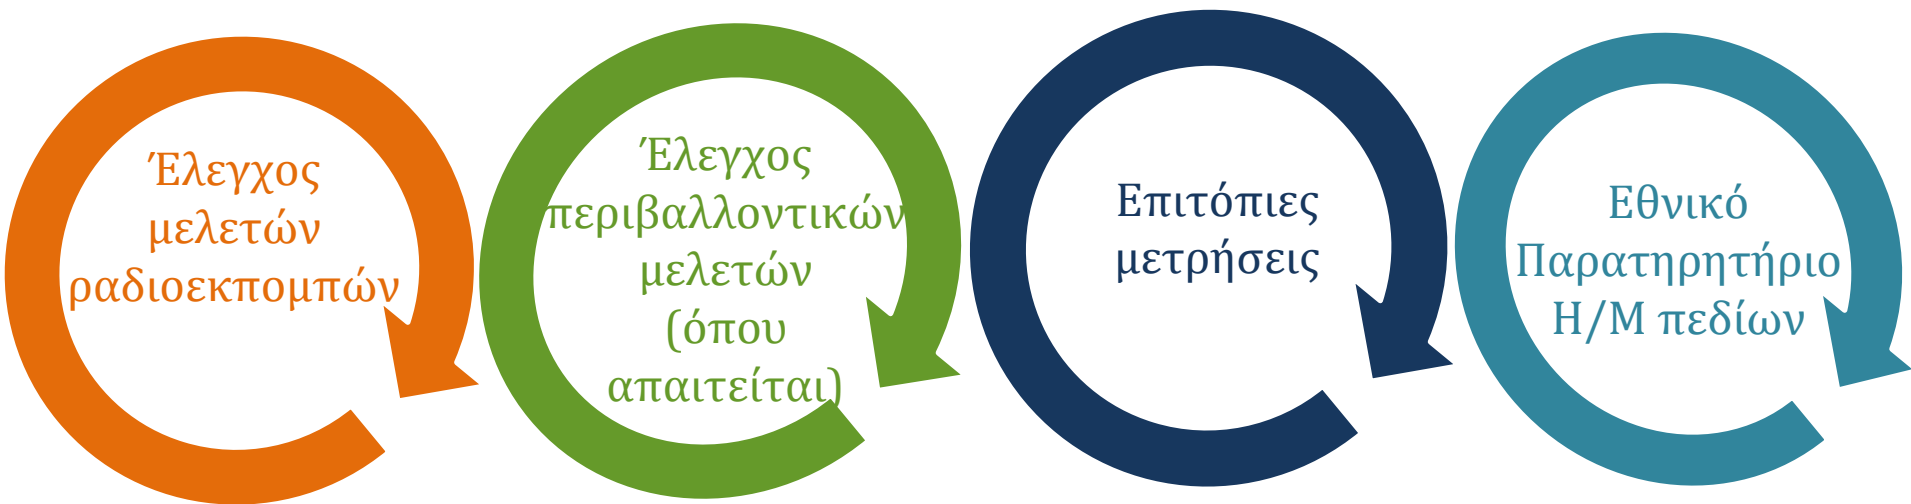 Έλεγχος
μελετών
ραδιοεκπομπών
Έλεγχος
περιβαλλοντικών
μελετών
(όπου
απαιτείται)
Επιτόπιες
μετρήσεις
Εθνικό
Παρατηρητήριο
Η/Μ πεδίων